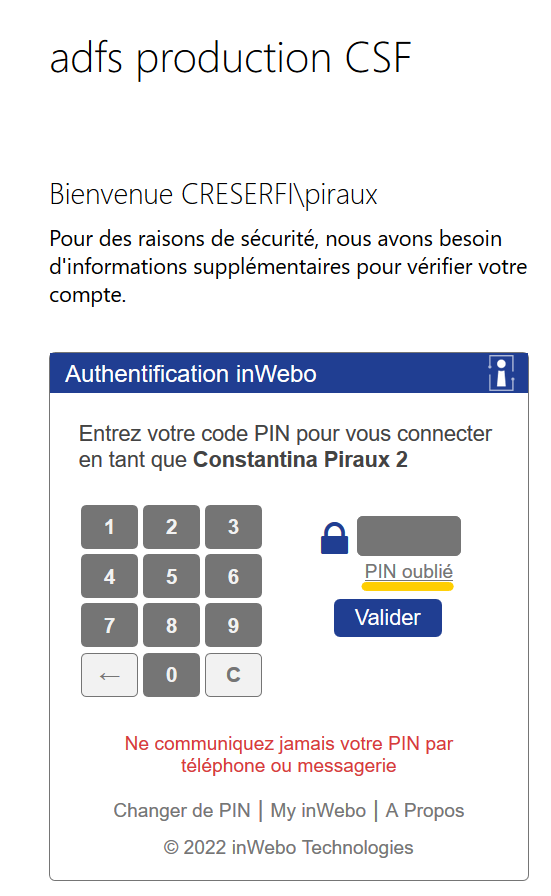 adfs production CSF
Bienvenue CRESERFI\piraux
Pour des raisons de sécurité, nous avons besoin
d'informations supplémentaires pour vérifier votre
compte.
Authentification inWebo
Entrez votre code PIN pour vous connecter
en tant que Constantina Piraux 2
1 2 3
4 5 6
7 8 9
← 0 C
PIN oublié
Valider
Ne communiquez jamais votre PIN par
téléphone ou messagerie
Changer de PIN | My inWebo | A Propos
© 2022 inWebo Technologies